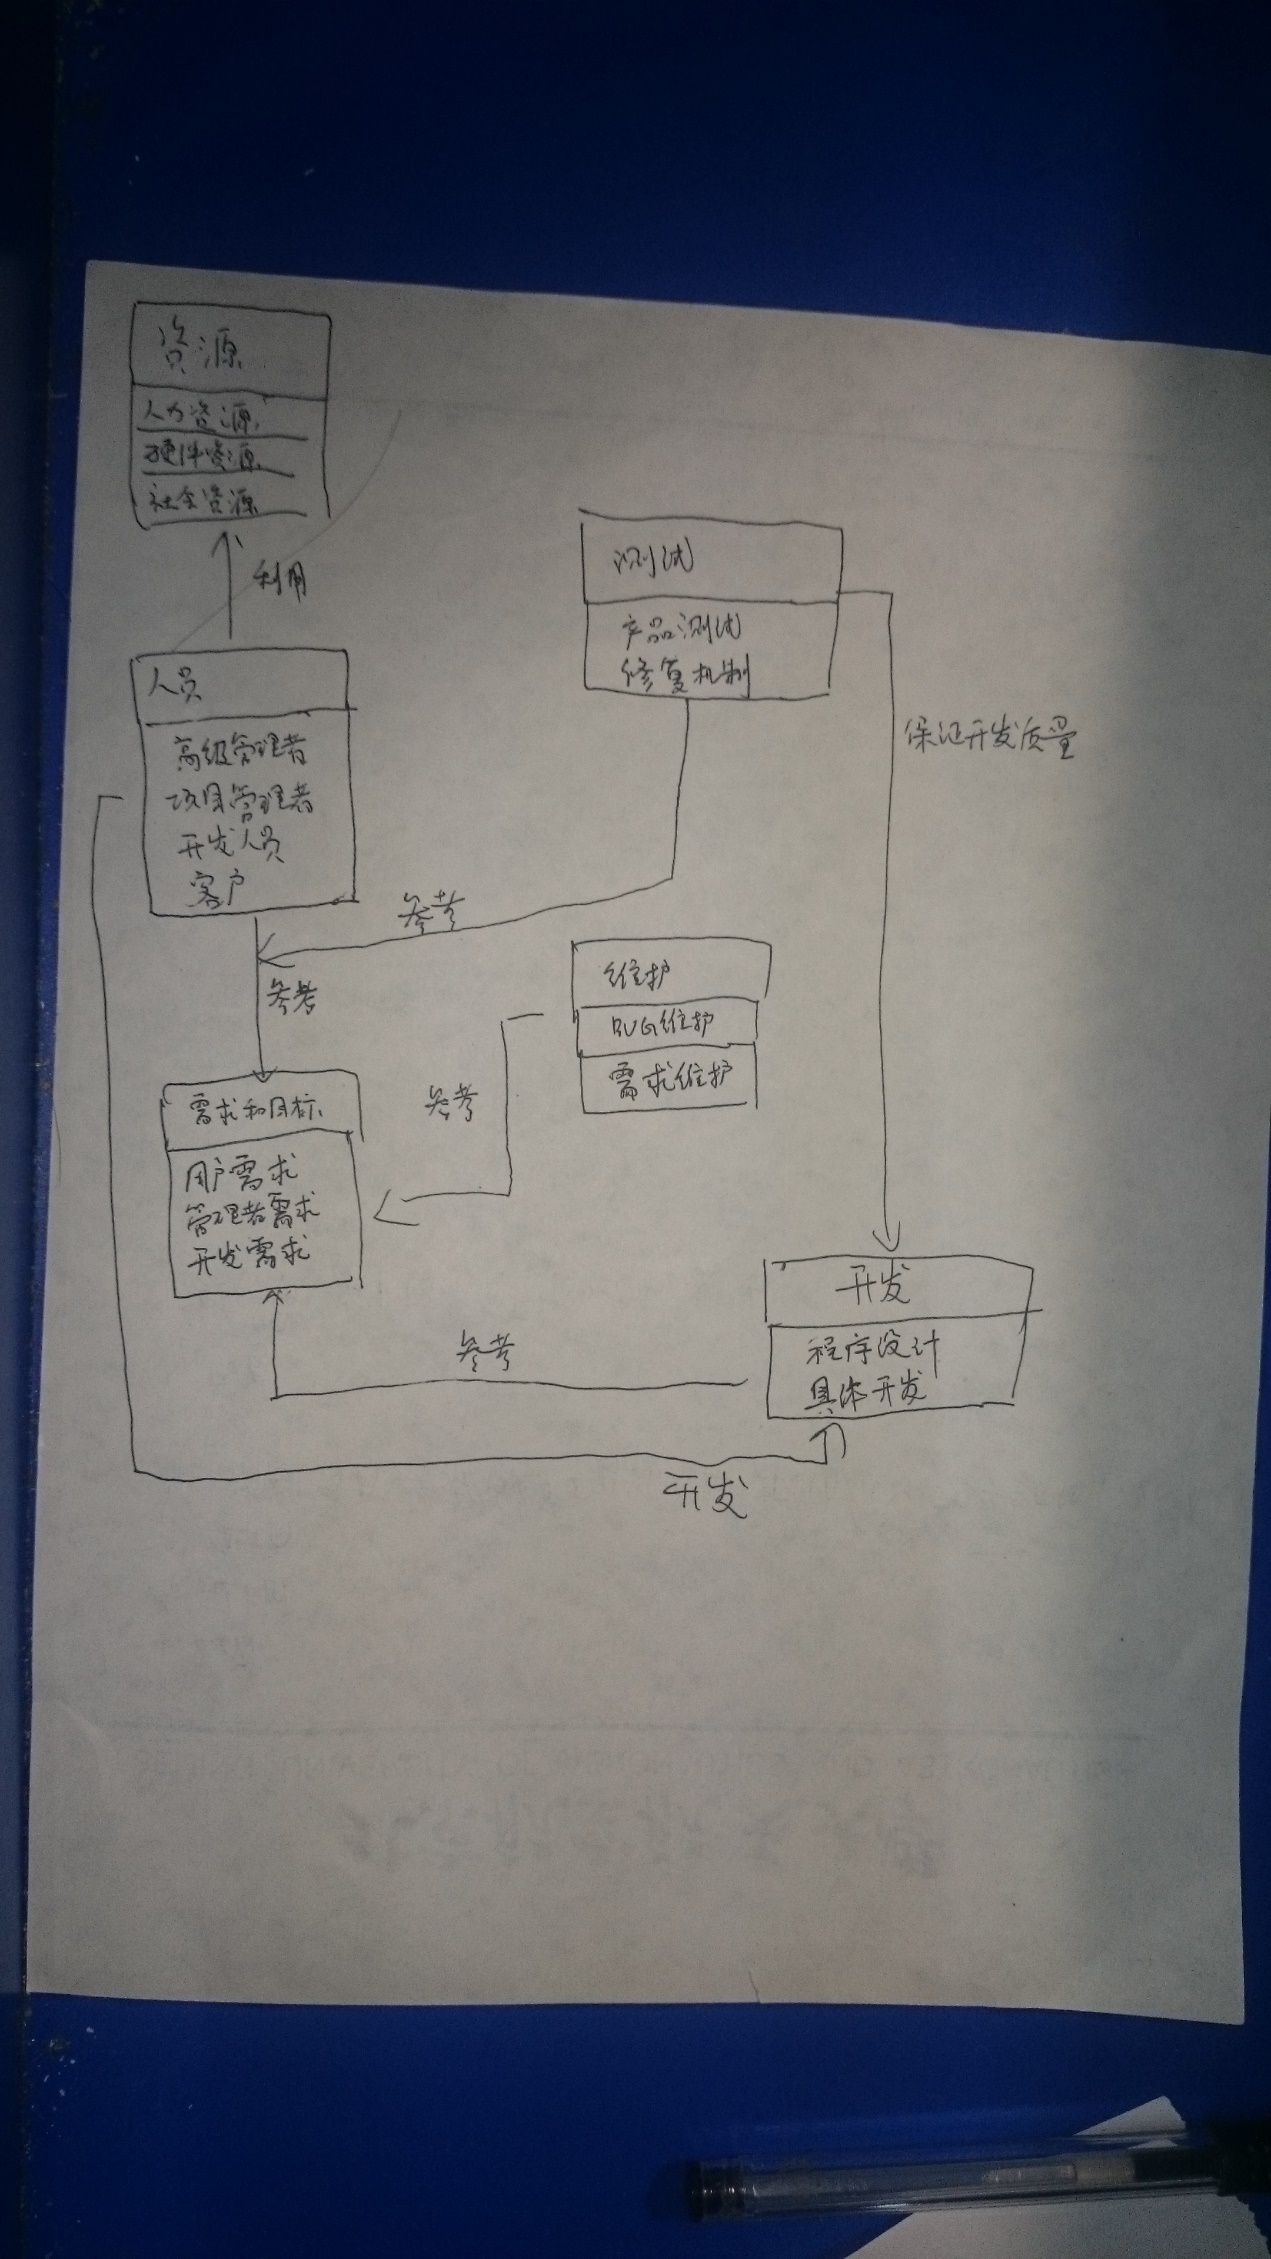 资源
人力资源
硬件资源
社会资源
利用
人员
高级管理者
项目管理者
开发人员
客户
测试
产品测试
修复机制
保证开发质量
参考
参考
维护
BUG维护
需求维护
参考
需求和目标
用户需求
管理者需求
开发需求
参考
开发
程序设计
具体开发
开发